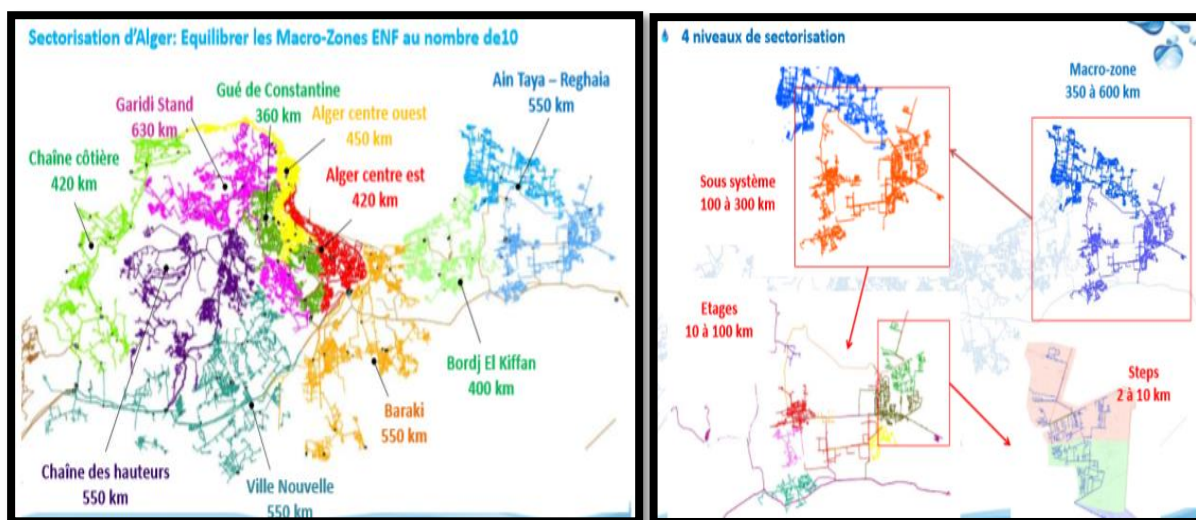 Sectorisation d'Alger: Equilibrer les Macro-Zones ENF au nombre de10
Gué de Constantine
360 km
Ain Taya – Reghaia
550 km
Garidi Stand
630 km
Alger centre ouest
450 km
Chaîne côtière
420 km
Alger centre est
420 km
Bordj El Kiffan
400 km
Baraki
550 km
Chaîne des hauteurs
550 km
Ville Nouvelle
550 km
4 niveaux de sectorisation
Macro-zone
350 à 600 km
Sous système
100 à 300 km
Etages
10 à 100 km
Steps
2 à 10 km